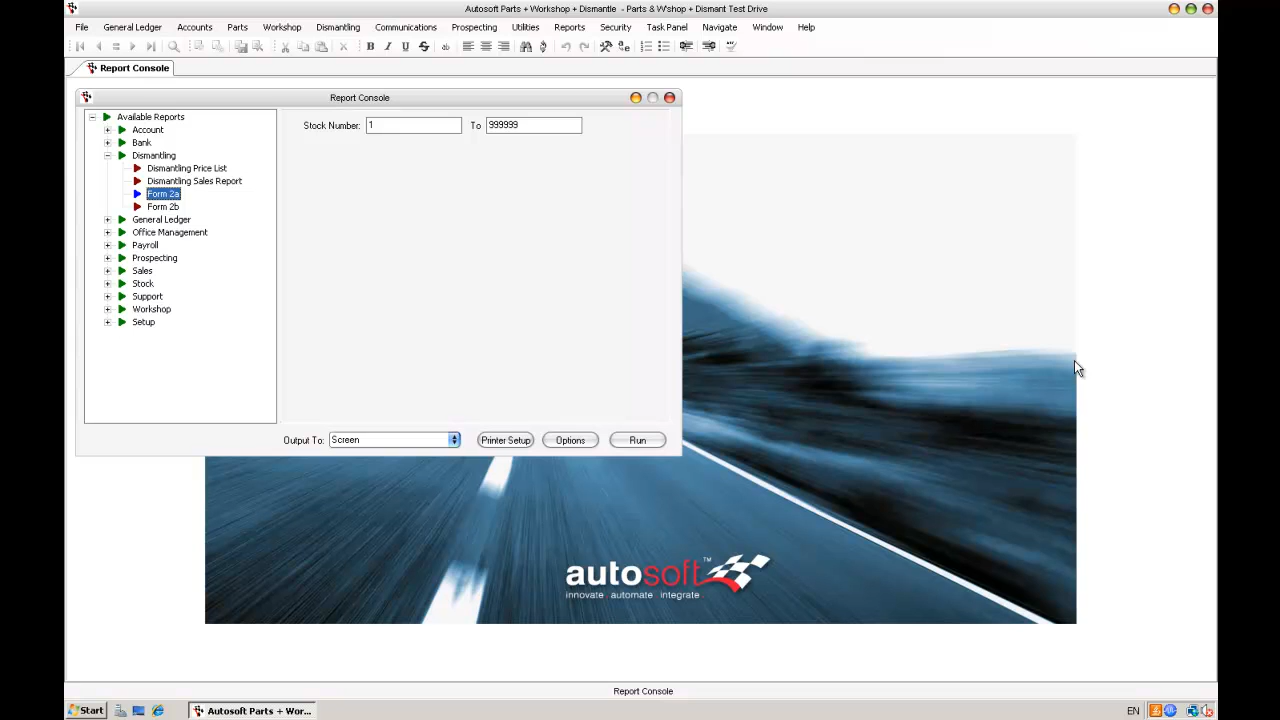 Autosoft Parts + Workshop + Dismantle - Parts & W'shop + Dismant Test Drive
File General Ledger Accounts Parts Workshop Dismantling Communications Prospecting Utilities Reports Security Task Panel Navigate Window Help
B I U S ab
Report Console
Report Console
Available Reports
Account
Bank
Dismantling
Dismantling Price List
Dismantling Sales Report
Form 2a
Form 2b
General Ledger
Office Management
Payroll
Prospecting
Sales
Stock
Support
Workshop
Setup
Stock Number: 1 To 999999
Output To: Screen Printer Setup Options Run
autosoft™
innovate . automate . integrate
Report Console
Start Autosoft Parts + Wor... EN